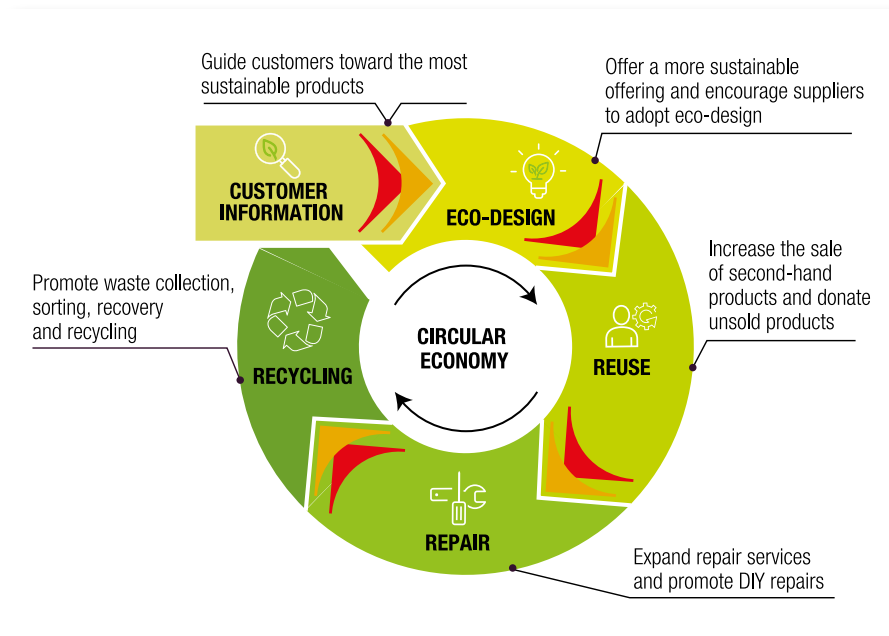 Guide customers toward the most
sustainable products
Offer a more sustainable
offering and encourage suppliers
to adopt eco-design
CUSTOMER
INFORMATION
ECO-DESIGN
Increase the sale
of second-hand
products and donate
unsold products
Promote waste collection,
sorting, recovery
and recycling
CIRCULAR
ECONOMY
REUSE
RECYCLING
REPAIR
Expand repair services
and promote DIY repairs